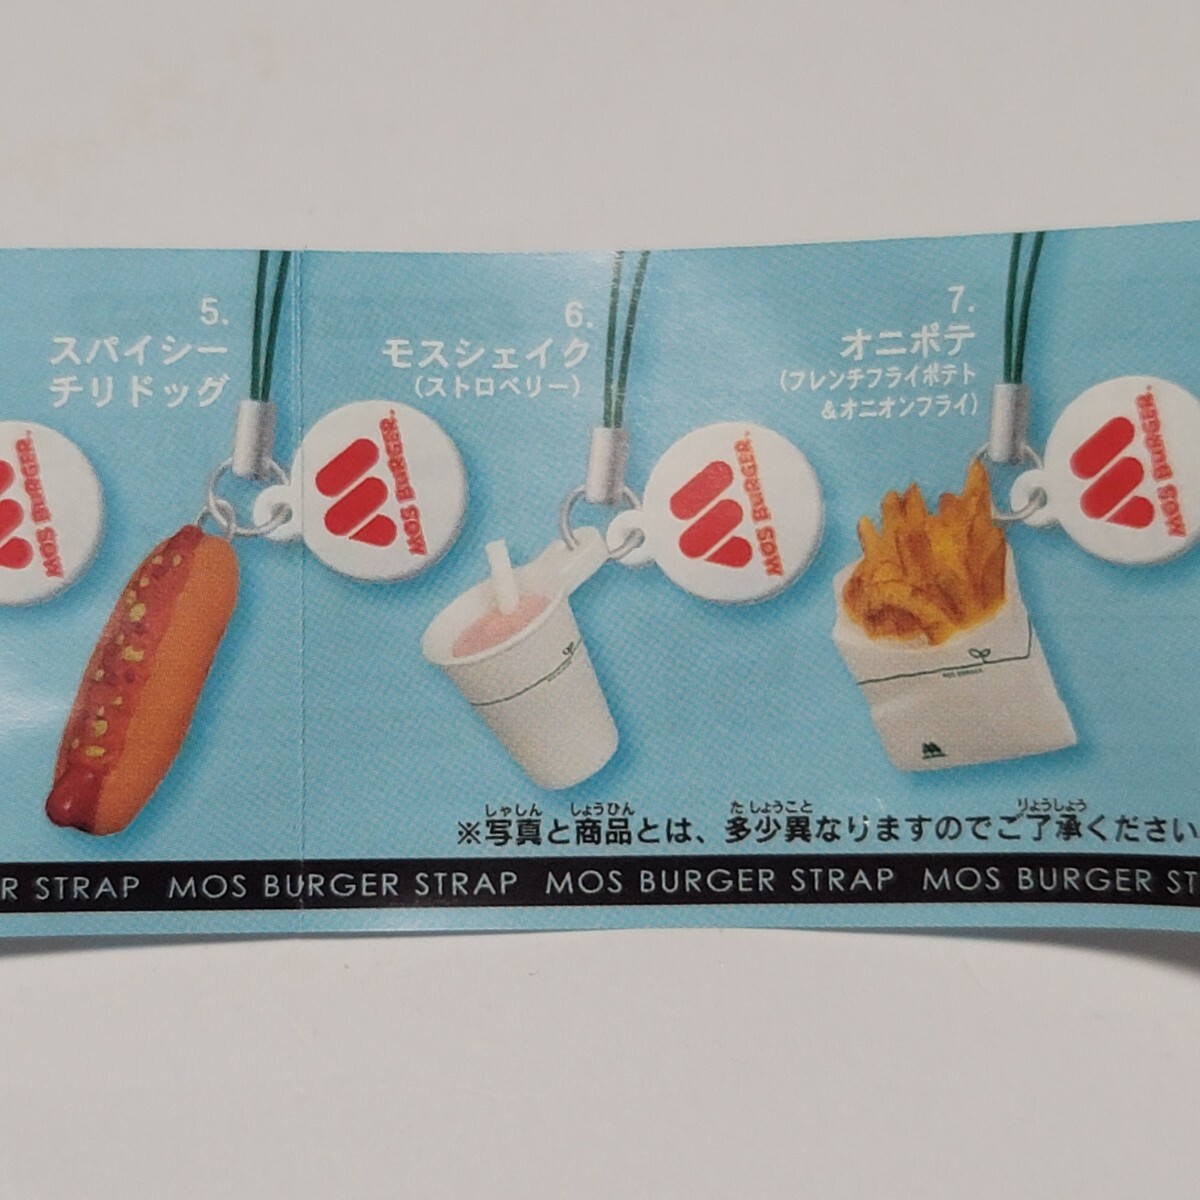 5.
スパイシー
チリドッグ
6.
モスシェイク
(ストロベリー)
7.
オニポテ
(フレンチフライポテト
&オニオンフライ)
MOS BURGER.
MOS BURGER.
MOS BURGER.
MOS BURGER.
しゃしん しょうひん た しょうこと りょうしょう
※写真と商品とは、多少異なりますのでご了承ください
R STRAP MOS BURGER STRAP MOS BURGER STRAP MOS BURGER ST